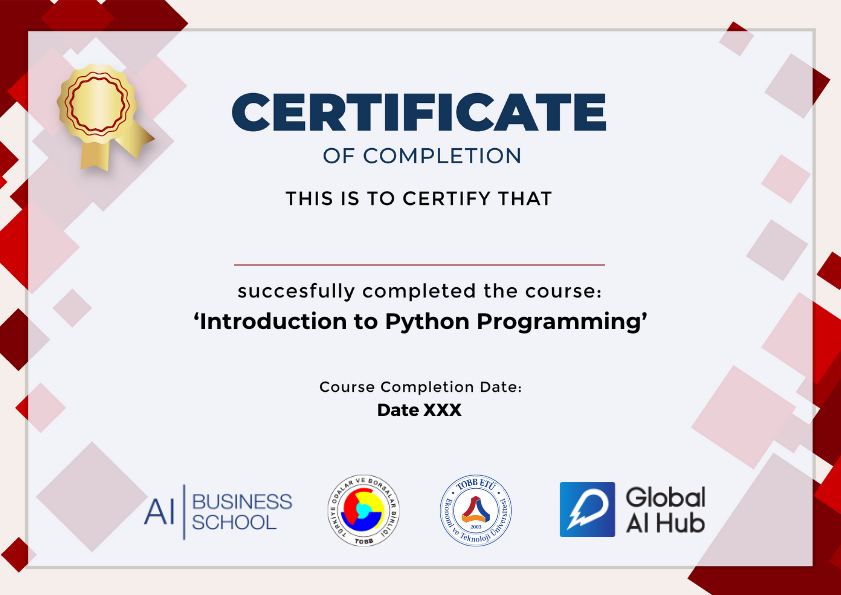 CERTIFICATE
OF COMPLETION
THIS IS TO CERTIFY THAT
succesfully completed the course:
‘Introduction to Python Programming’
Course Completion Date:
Date XXX
AI BUSINESS
SCHOOL
TÜRKİYE ODALAR VE BORSALAR BİRLİĞİ
TOBB
TOBB ETÜ
Ekonomi ve Teknoloji Üniversitesi
2003
Global
AI Hub